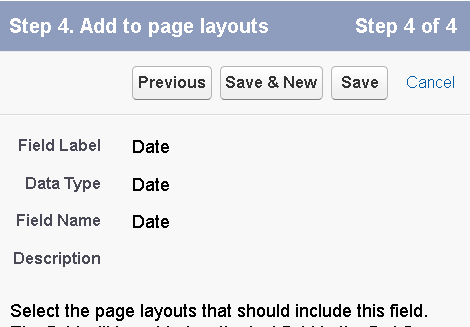 Step 4. Add to page layouts Step 4 of 4
Previous Save & New Save Cancel
Field Label Date
Data Type Date
Field Name Date
Description
Select the page layouts that should include this field.